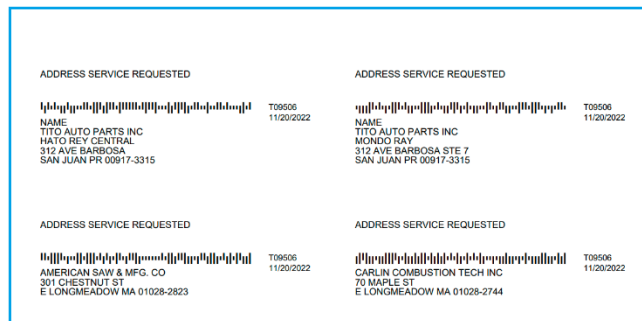 ADDRESS SERVICE REQUESTED
T09506
11/20/2022
NAME
TITO AUTO PARTS INC
HATO REY CENTRAL
312 AVE BARBOSA
SAN JUAN PR 00917-3315
ADDRESS SERVICE REQUESTED
T09506
11/20/2022
NAME
TITO AUTO PARTS INC
MONDO RAY
312 AVE BARBOSA STE 7
SAN JUAN PR 00917-3315
ADDRESS SERVICE REQUESTED
T09506
11/20/2022
AMERICAN SAW & MFG. CO
301 CHESTNUT ST
E LONGMEADOW MA 01028-2823
ADDRESS SERVICE REQUESTED
T09506
11/20/2022
CARLIN COMBUSTION TECH INC
70 MAPLE ST
E LONGMEADOW MA 01028-2744